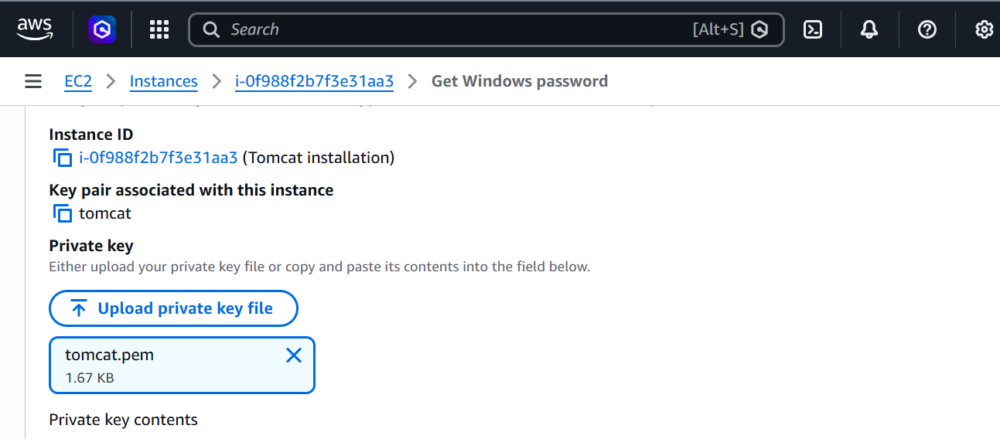 aws
Search [Alt+S]
EC2 > Instances > i-0f988f2b7f3e31aa3 > Get Windows password
Instance ID
i-0f988f2b7f3e31aa3 (Tomcat installation)
Key pair associated with this instance
tomcat
Private key
Either upload your private key file or copy and paste its contents into the field below.
Upload private key file
tomcat.pem
1.67 KB
Private key contents